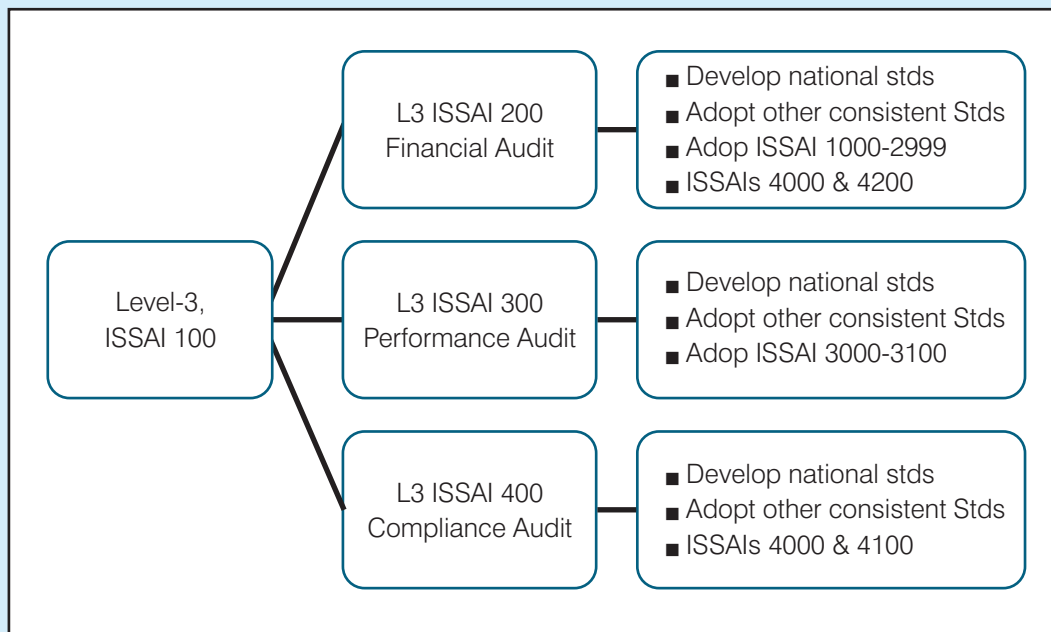 Level-3,
ISSAI 100
L3 ISSAI 200
Financial Audit
■ Develop national stds
■ Adopt other consistent Stds
■ Adop ISSAI 1000-2999
■ ISSAIs 4000 & 4200
L3 ISSAI 300
Performance Audit
■ Develop national stds
■ Adopt other consistent Stds
■ Adop ISSAI 3000-3100
L3 ISSAI 400
Compliance Audit
■ Develop national stds
■ Adopt other consistent Stds
■ ISSAIs 4000 & 4100